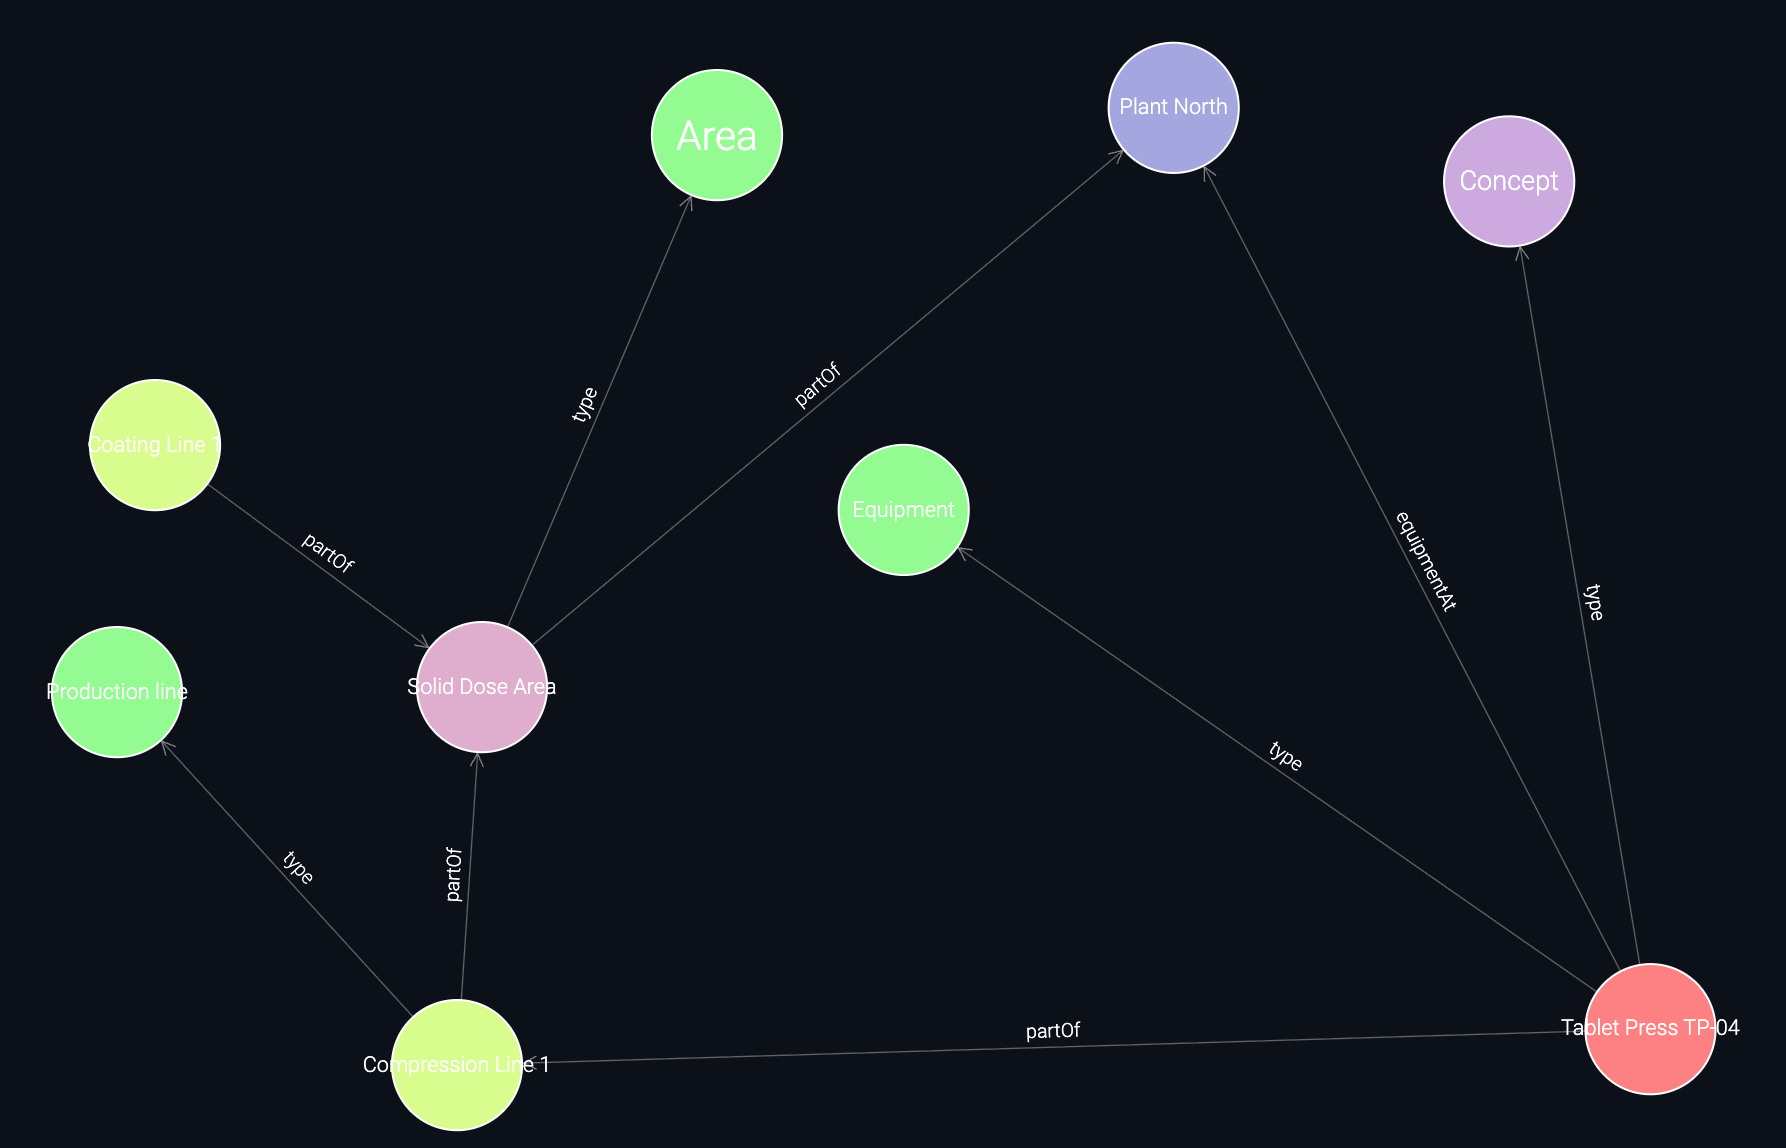 Plant North
Area
Concept
partOf
type
Coating Line 1
Equipment
partOf
equipmentAt
type
Production line
Solid Dose Area
type
type
partOf
partOf
Tablet Press TP-04
Compression Line 1